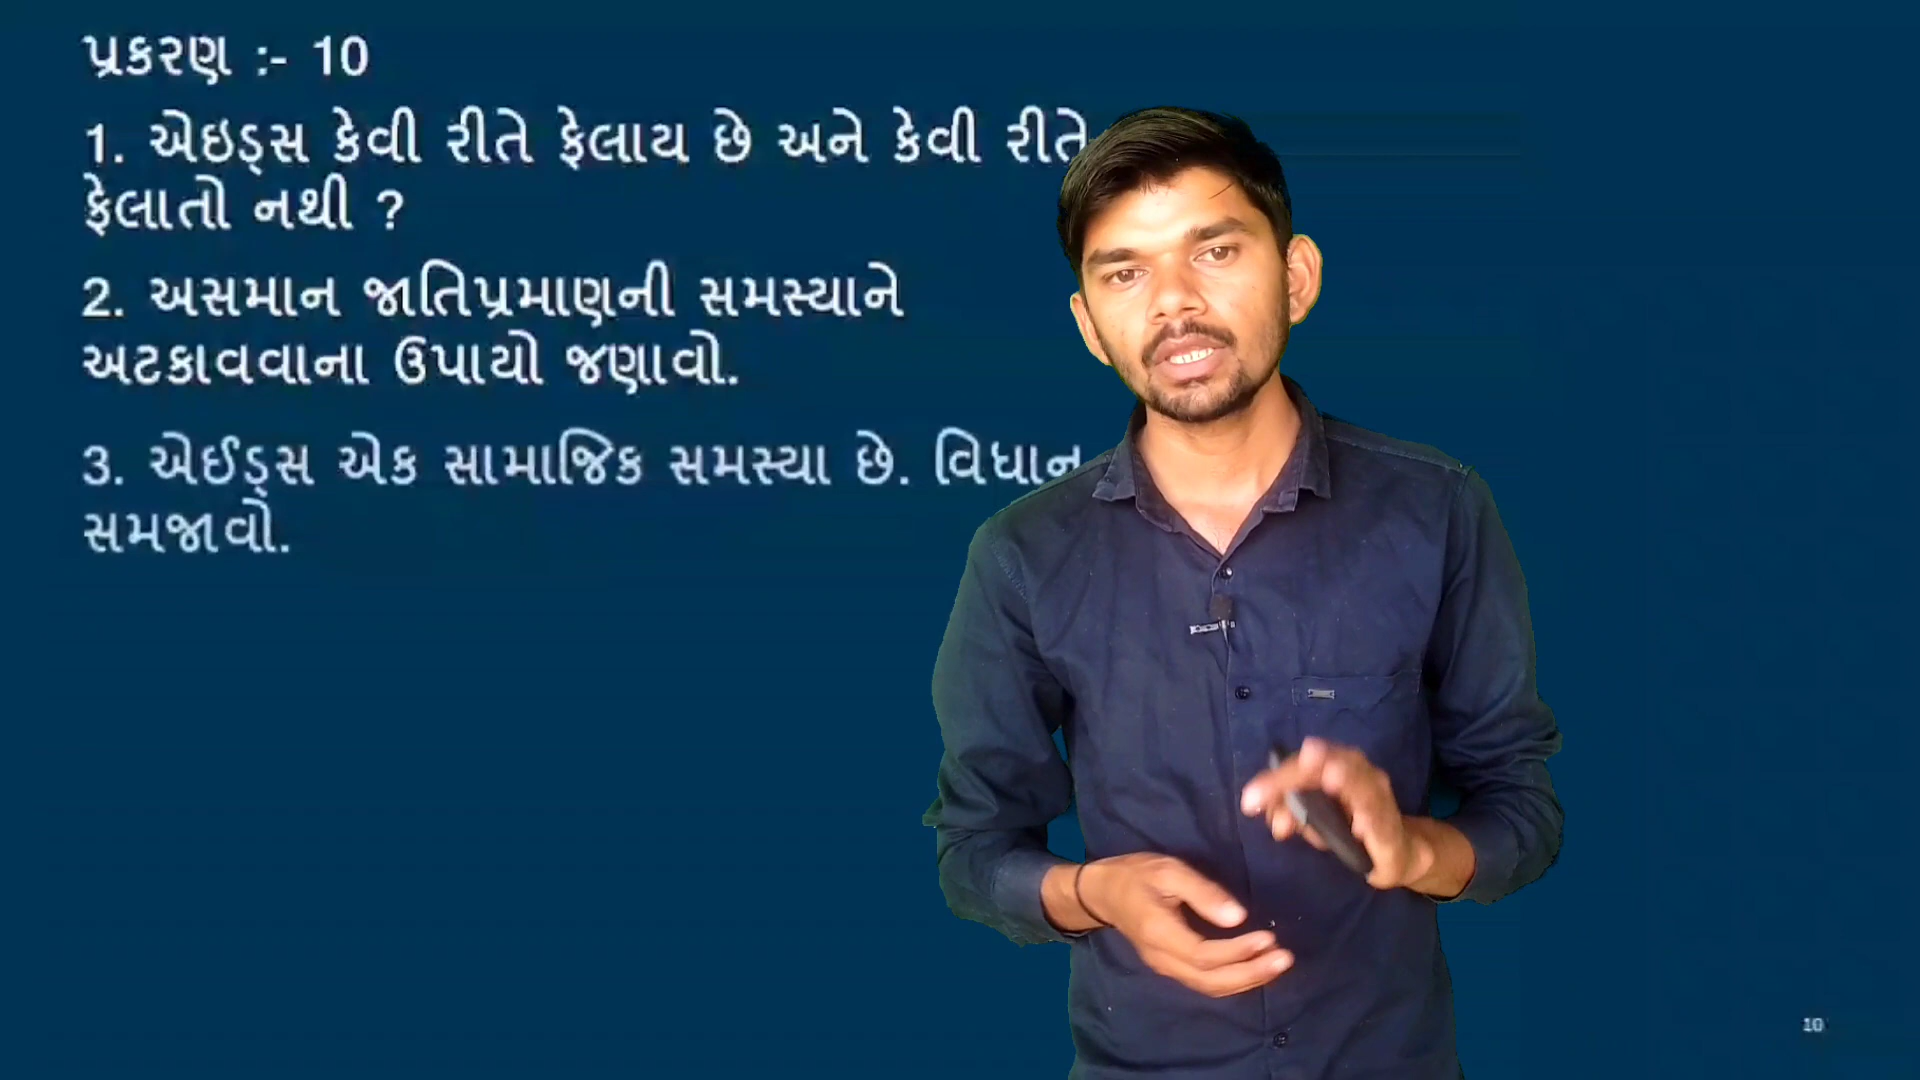 પ્રકરણ :- 10
1. એઇડ્સ કેવી રીતે ફેલાય છે અને કેવી રીતે
ફેલાતો નથી ?
2. અસમાન જાતિપ્રમાણની સમસ્યાને
અટકાવવાના ઉપાયો જણાવો.
3. એઈડ્સ એક સામાજિક સમસ્યા છે. વિધાન
સમજાવો.
10